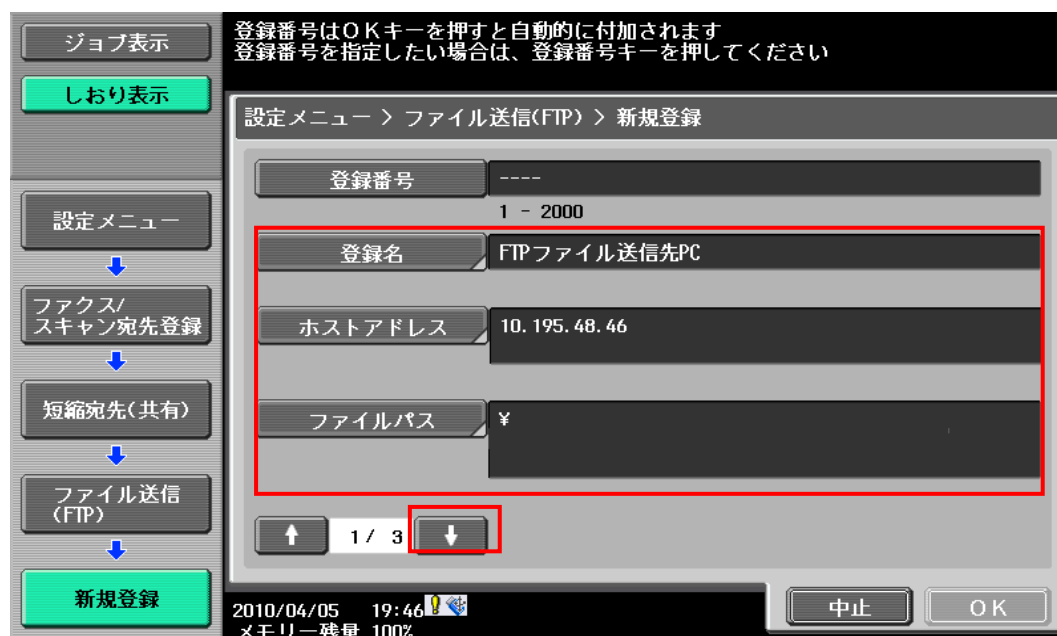 ジョブ表示
しおり表示
登録番号はOKキーを押すと自動的に付加されます
登録番号を指定したい場合は、登録番号キーを押してください
設定メニュー > ファイル送信(FTP) > 新規登録
登録番号 ----
1 - 2000
登録名 FTPファイル送信先PC
ホストアドレス 10.195.48.46
ファイルパス ¥
1/ 3
設定メニュー
ファクス/
スキャン宛先登録
短縮宛先(共有)
ファイル送信
(FTP)
新規登録
2010/04/05 19:46
メモリー残量 100%
中止 OK